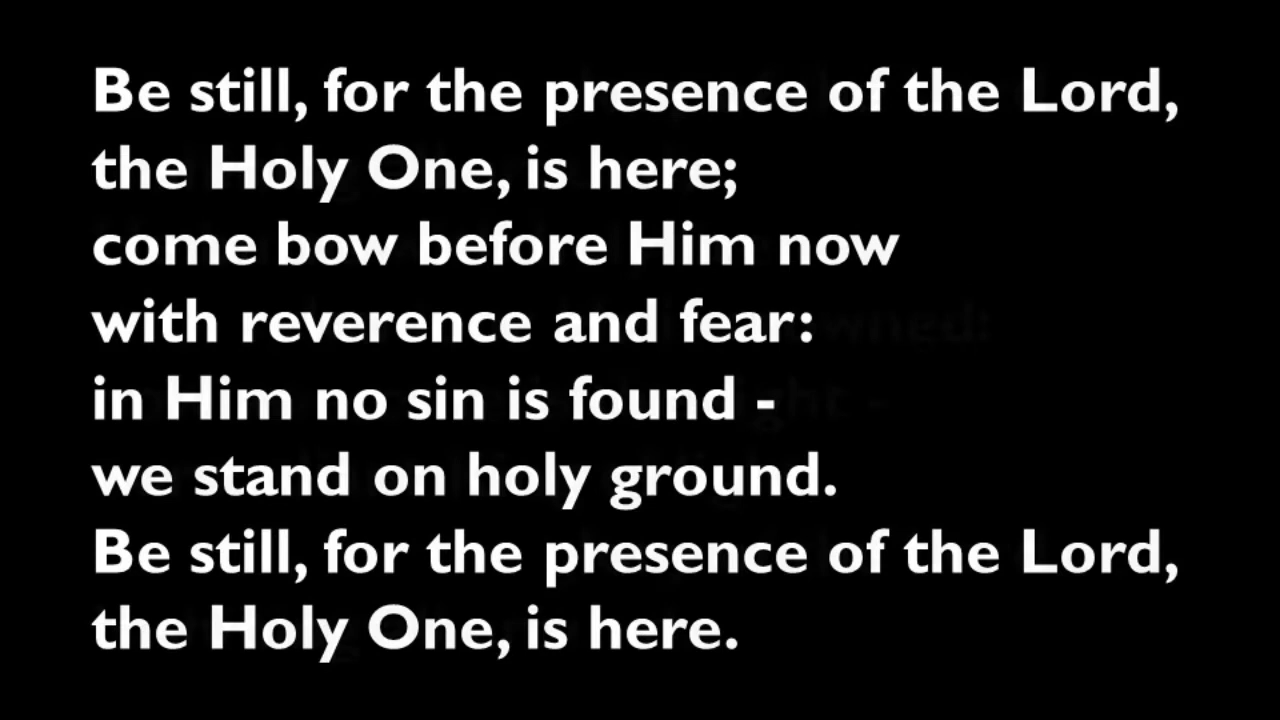 Be still, for the presence of the Lord,
the Holy One, is here;
come bow before Him now
with reverence and fear:
in Him no sin is found -
we stand on holy ground.
Be still, for the presence of the Lord,
the Holy One, is here.